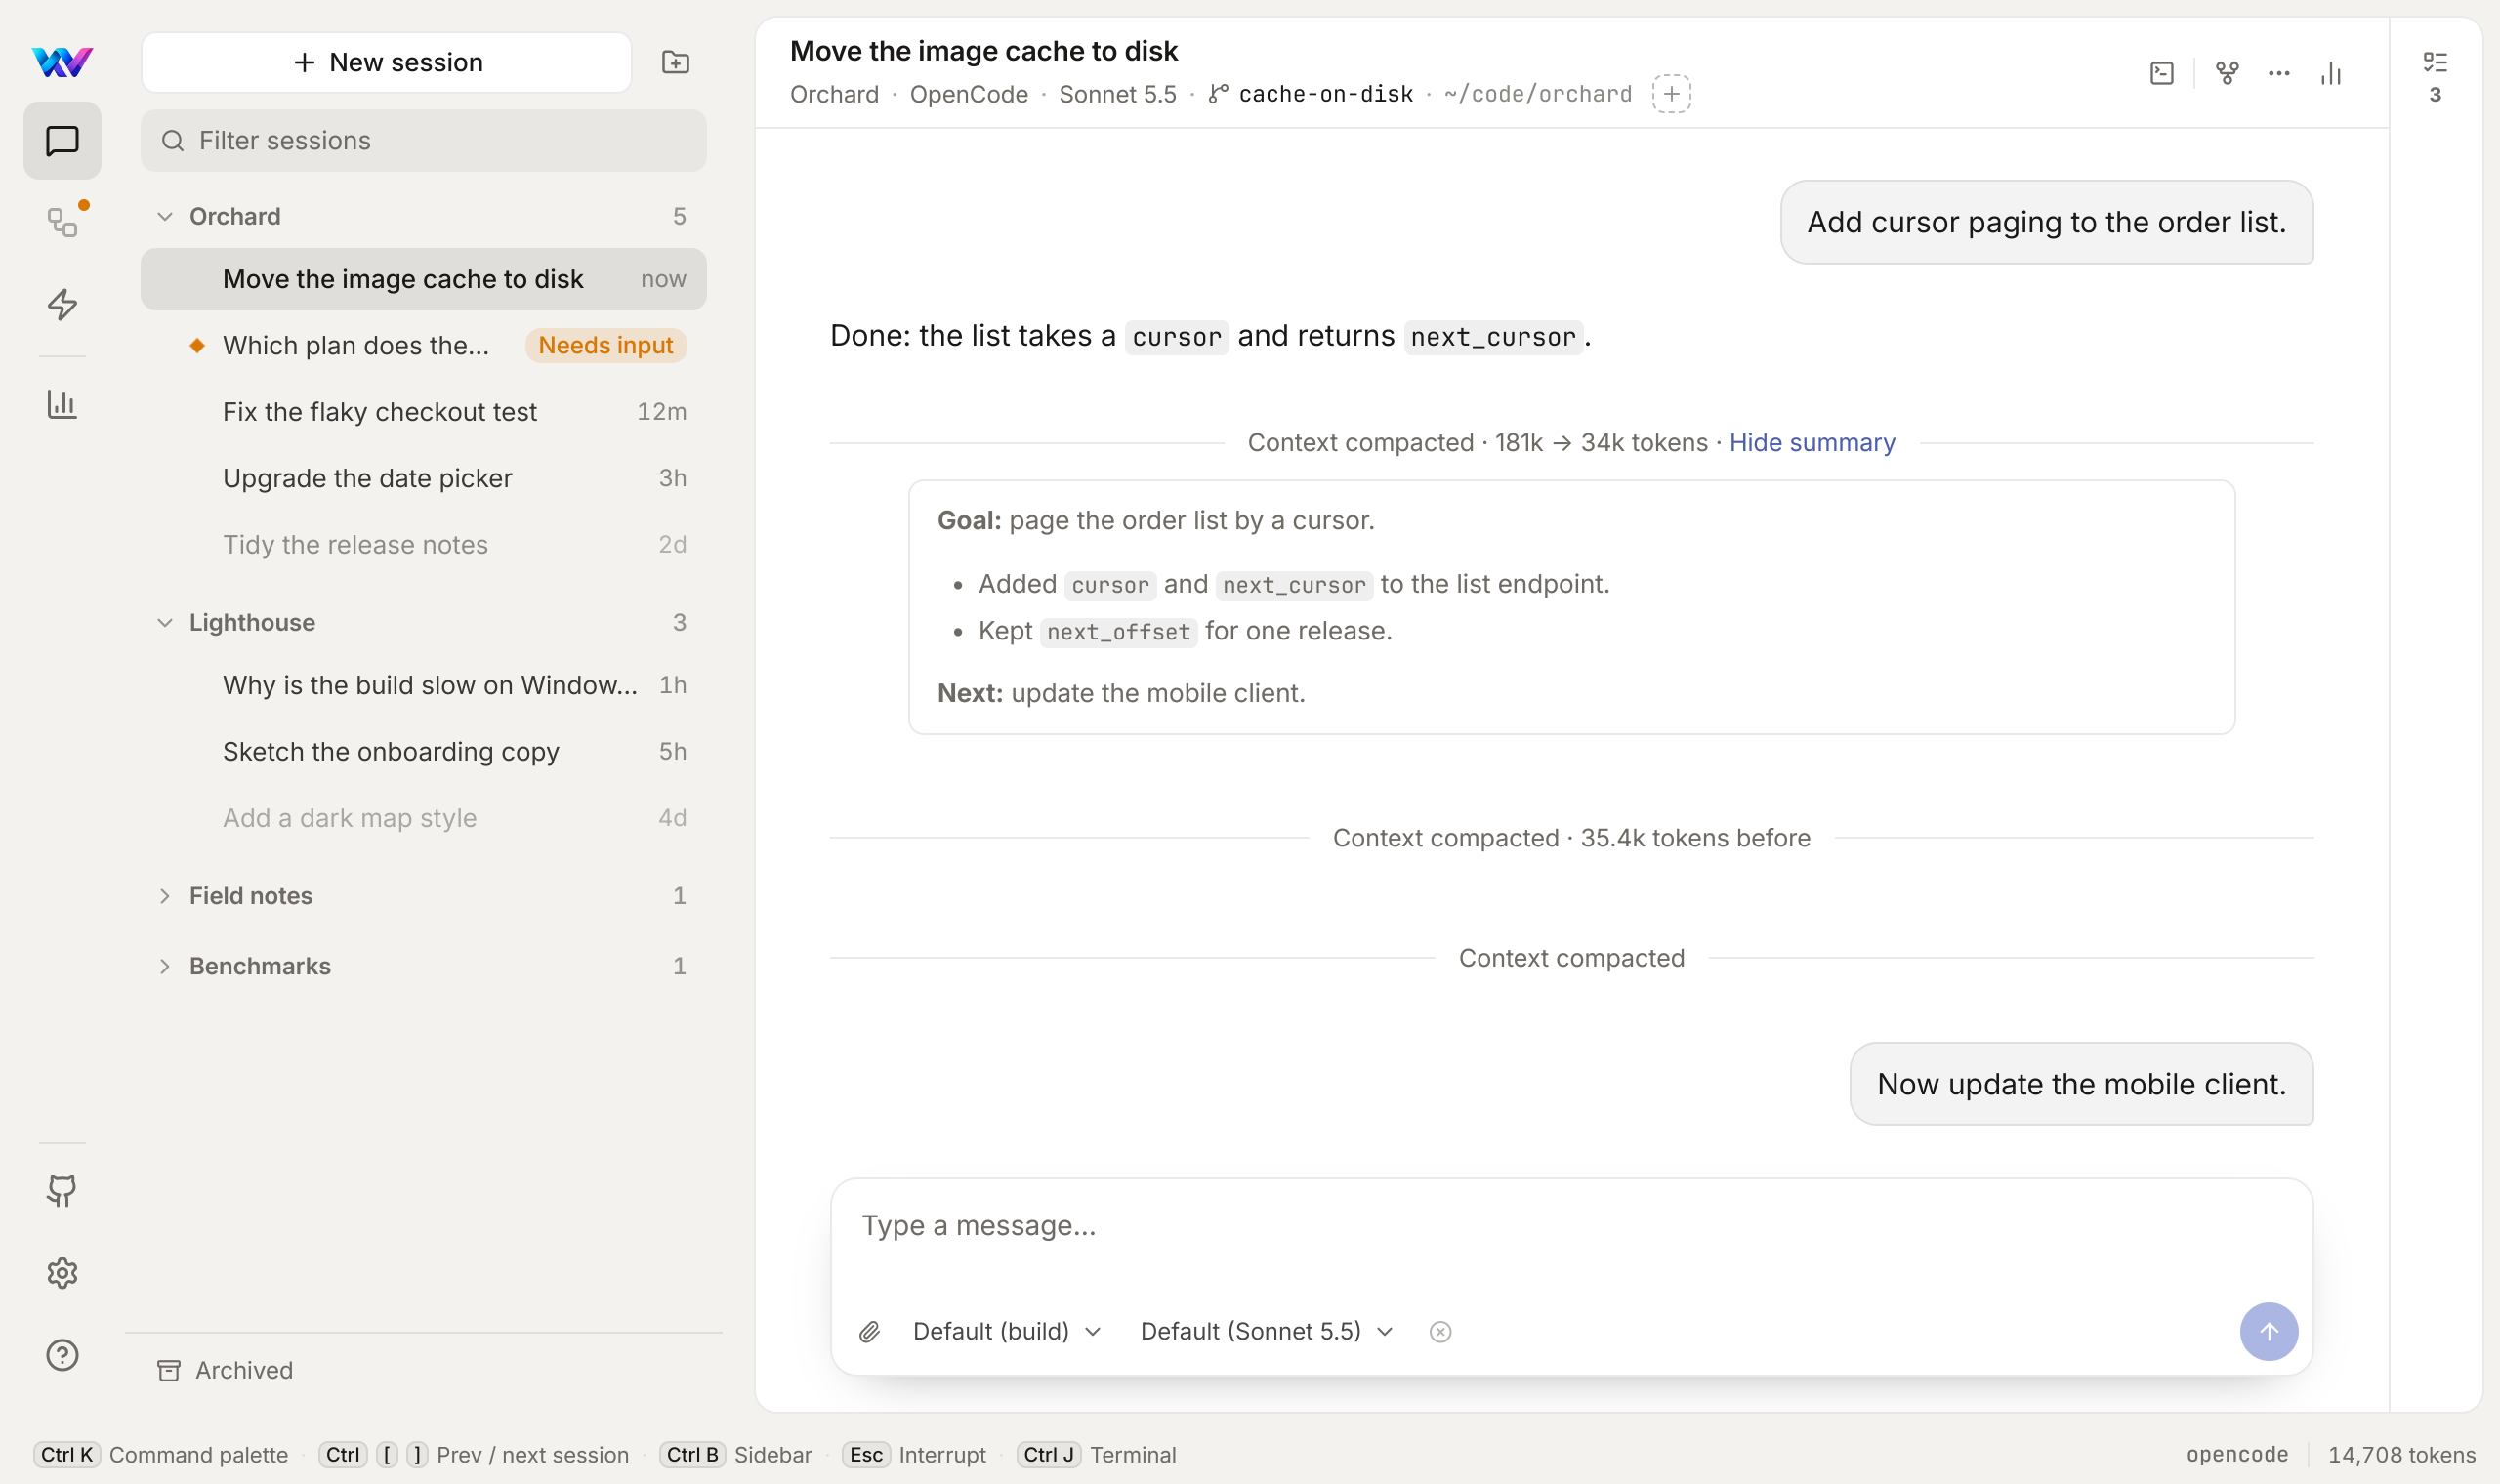 New session
Filter sessions
Orchard 5
Move the image cache to disk now
Which plan does the... Needs input
Fix the flaky checkout test 12m
Upgrade the date picker 3h
Tidy the release notes 2d
Lighthouse 3
Why is the build slow on Window... 1h
Sketch the onboarding copy 5h
Add a dark map style 4d
Field notes 1
Benchmarks 1
Archived
Move the image cache to disk
Orchard · OpenCode · Sonnet 5.5 · cache-on-disk · ~/code/orchard
3
Add cursor paging to the order list.
Done: the list takes a cursor and returns next_cursor.
Context compacted · 181k → 34k tokens · Hide summary
Goal: page the order list by a cursor.
• Added cursor and next_cursor to the list endpoint.
• Kept next_offset for one release.
Next: update the mobile client.
Context compacted · 35.4k tokens before
Context compacted
Now update the mobile client.
Type a message...
Default (build) Default (Sonnet 5.5)
Ctrl K Command palette · Ctrl [ ] Prev / next session · Ctrl B Sidebar · Esc Interrupt · Ctrl J Terminal
opencode 14,708 tokens